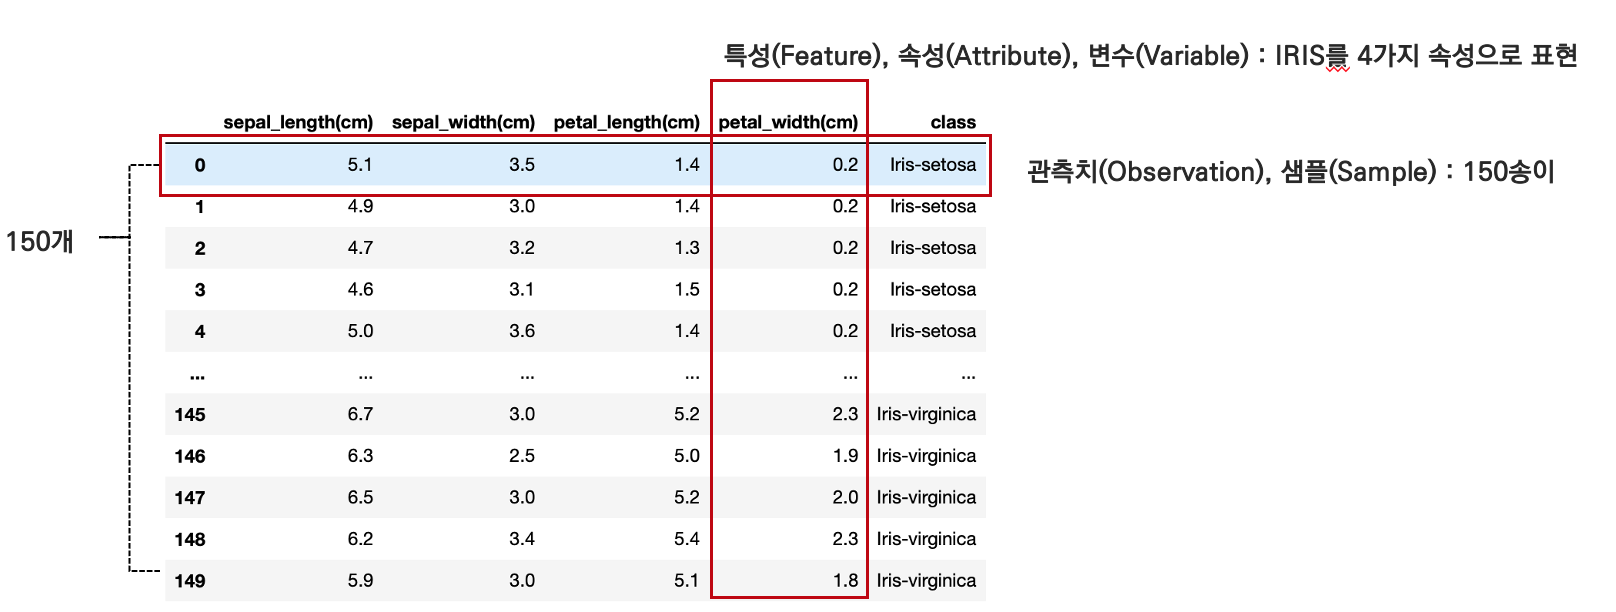 특성(Feature), 속성(Attribute), 변수(Variable) : IRIS를 4가지 속성으로 표현
sepal_length(cm) sepal_width(cm) petal_length(cm) petal_width(cm) class
0 5.1 3.5 1.4 0.2 Iris-setosa
관측치(Observation), 샘플(Sample) : 150송이
1 4.9 3.0 1.4 0.2 Iris-setosa
150개
2 4.7 3.2 1.3 0.2 Iris-setosa
3 4.6 3.1 1.5 0.2 Iris-setosa
4 5.0 3.6 1.4 0.2 Iris-setosa
... ... ... ... ... ...
145 6.7 3.0 5.2 2.3 Iris-virginica
146 6.3 2.5 5.0 1.9 Iris-virginica
147 6.5 3.0 5.2 2.0 Iris-virginica
148 6.2 3.4 5.4 2.3 Iris-virginica
149 5.9 3.0 5.1 1.8 Iris-virginica